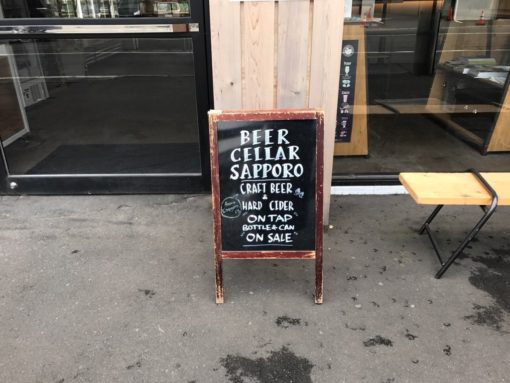 BEER
CELLAR
SAPPORO
CRAFT BEER
&
HARD CIDER
ON TAP
BOTTLE & CAN
ON SALE